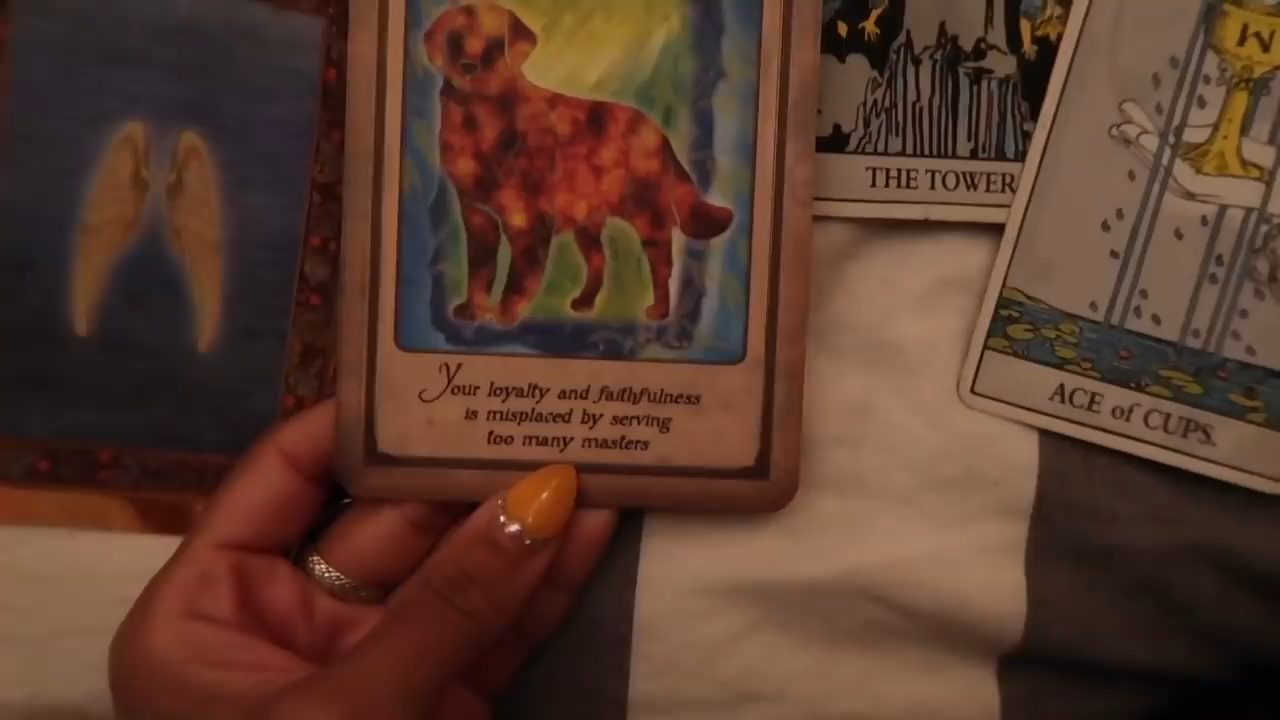 Your loyalty and faithfulness
is misplaced by serving
too many masters
THE TOWER
ACE of CUPS.